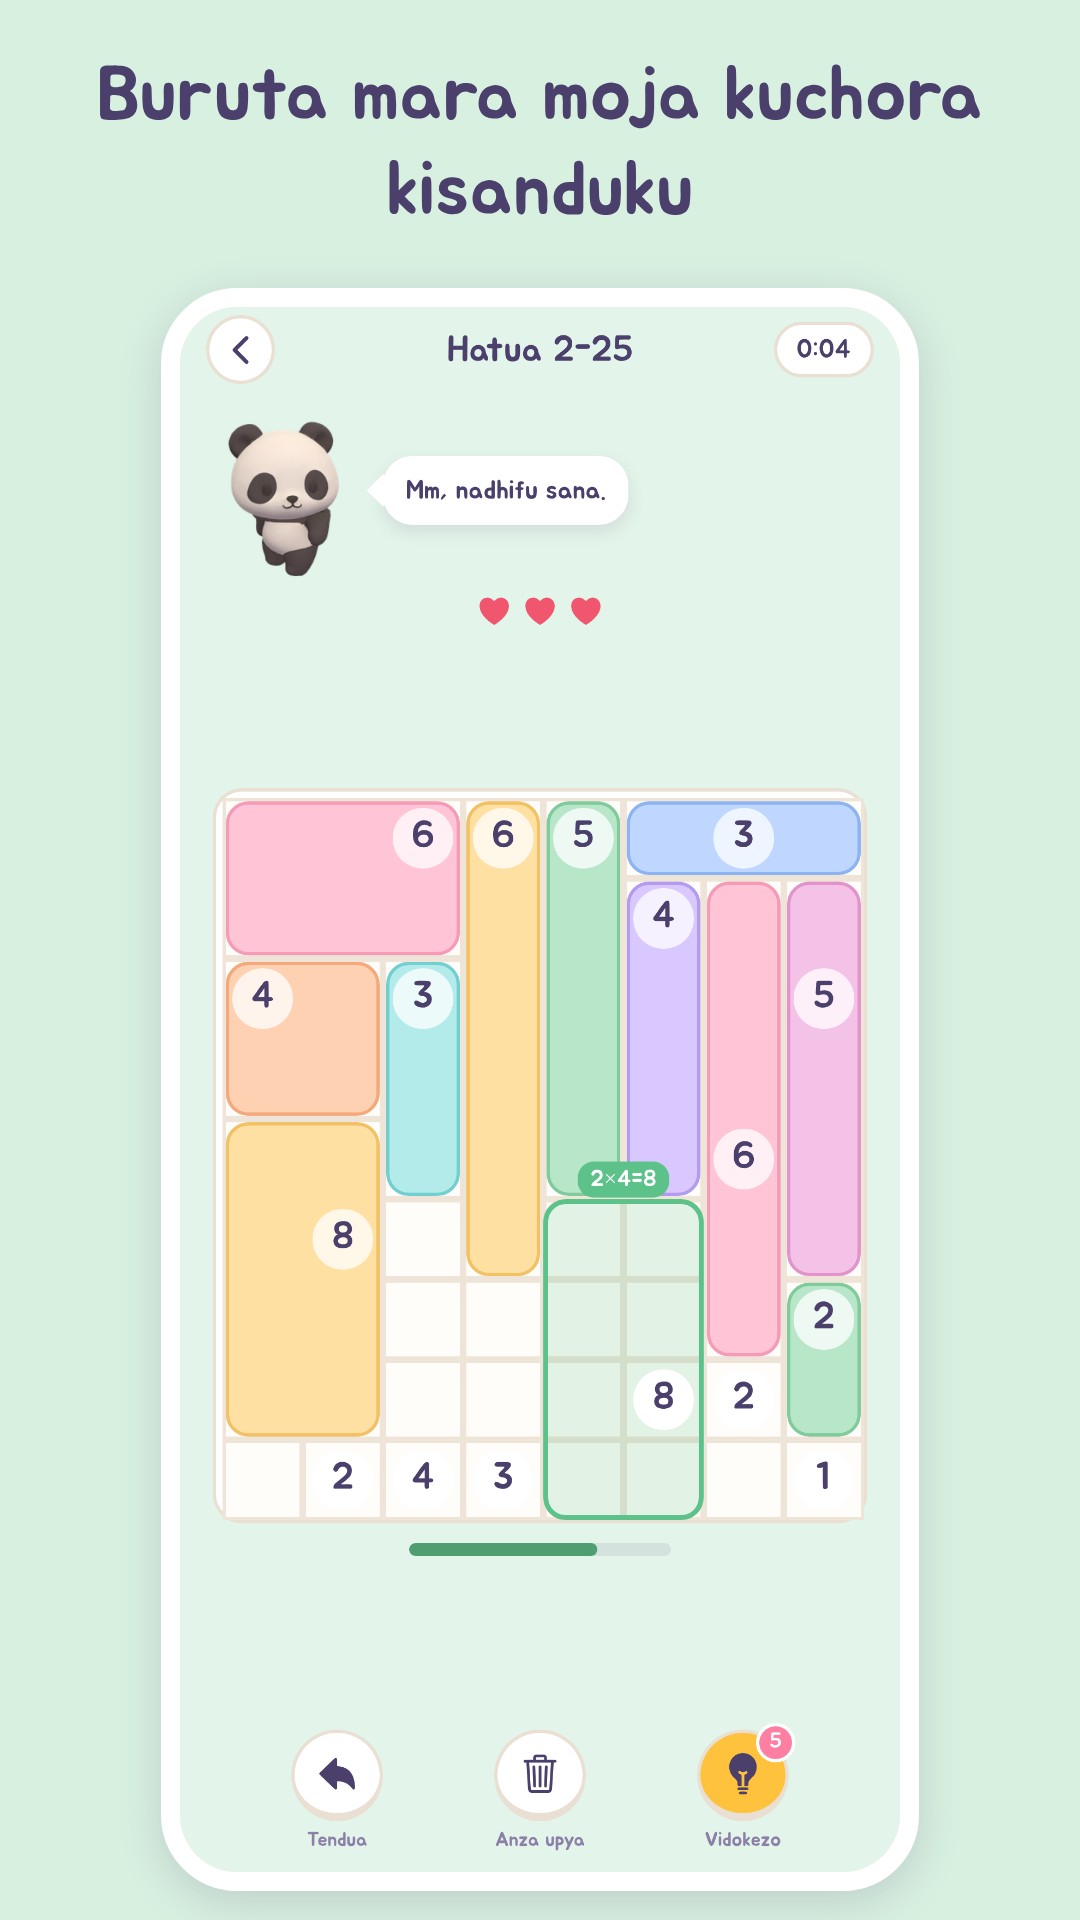 Buruta mara moja kuchora
kisanduku
Hatua 2-25
0:04
Mm, nadhifu sana.
6 6 5 3
4
4 3 5
6
2×4=8
8
2
8 2
2 4 3 1
5
Tendua Anza upya Vidokezo